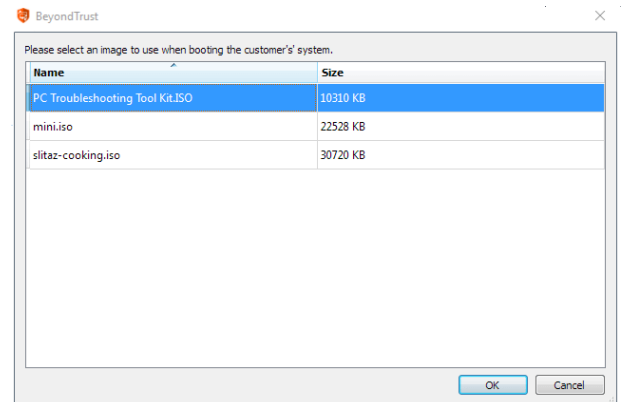 BeyondTrust
Please select an image to use when booting the customer's' system.
Name Size
PC Troubleshooting Tool Kit.ISO 10310 KB
mini.iso 22528 KB
slitaz-cooking.iso 30720 KB
OK Cancel